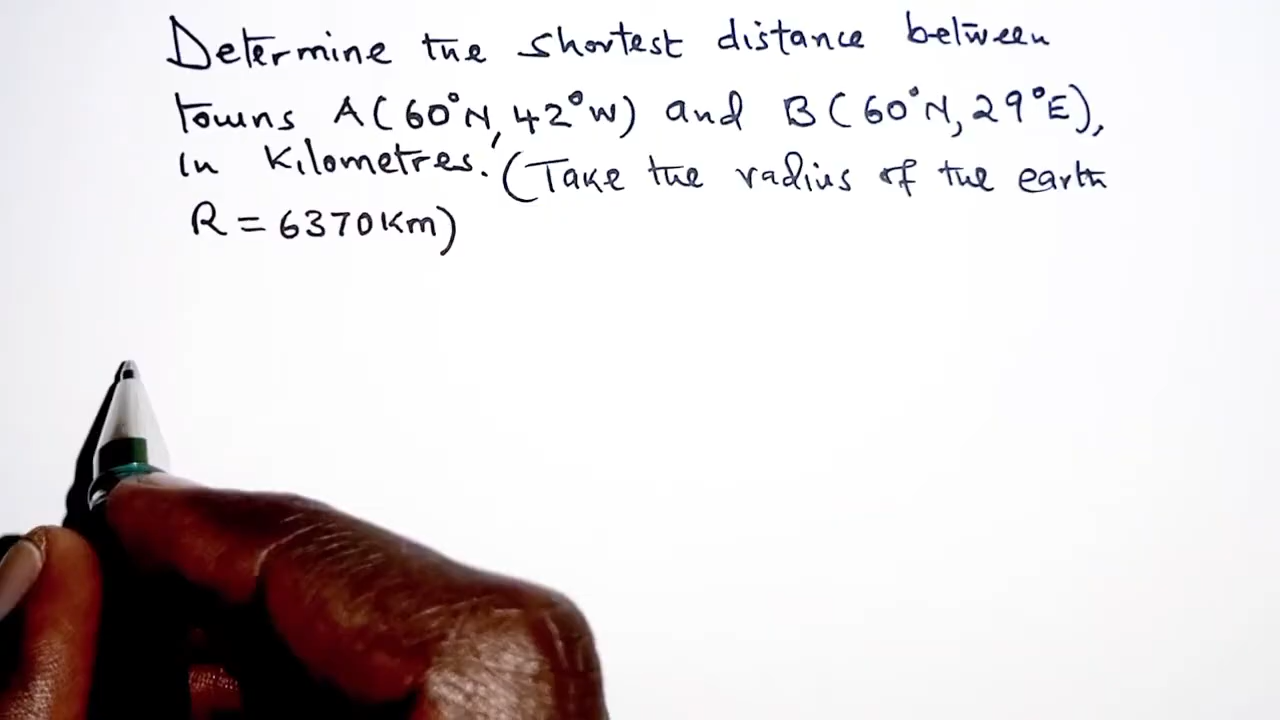 Determine the shortest distance between
towns A(60°N, 42°W) and B(60°N, 29°E),
in Kilometres. (Take the radius of the earth
R = 6370Km)